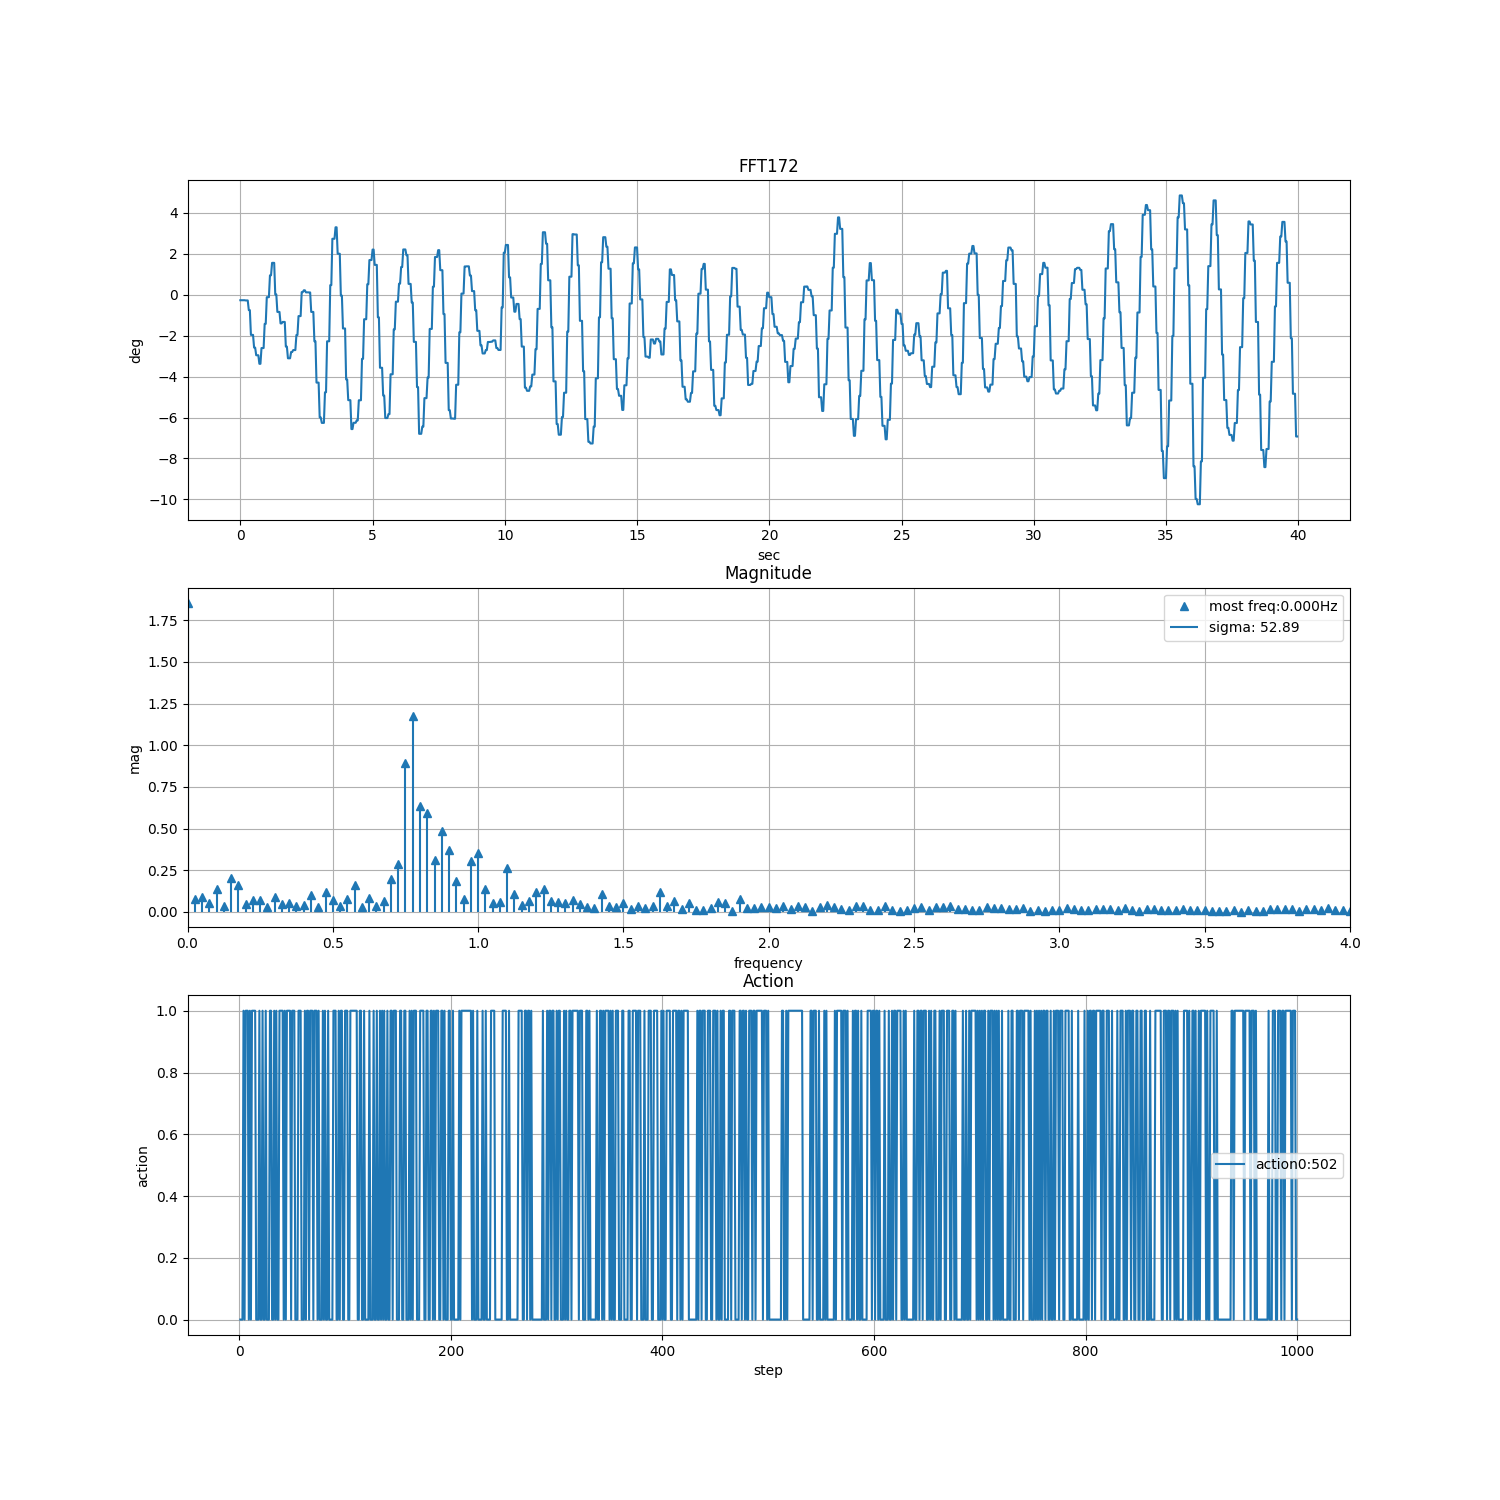 FFT172
4
2
0
−2
−4
−6
−8
−10
deg
0 5 10 15 20 25 30 35 40
sec
Magnitude
most freq:0.000Hz
sigma: 52.89
1.75
1.50
1.25
1.00
0.75
0.50
0.25
0.00
mag
0.0 0.5 1.0 1.5 2.0 2.5 3.0 3.5 4.0
frequency
Action
1.0
0.8
0.6
0.4
0.2
0.0
action
action0:502
0 200 400 600 800 1000
step